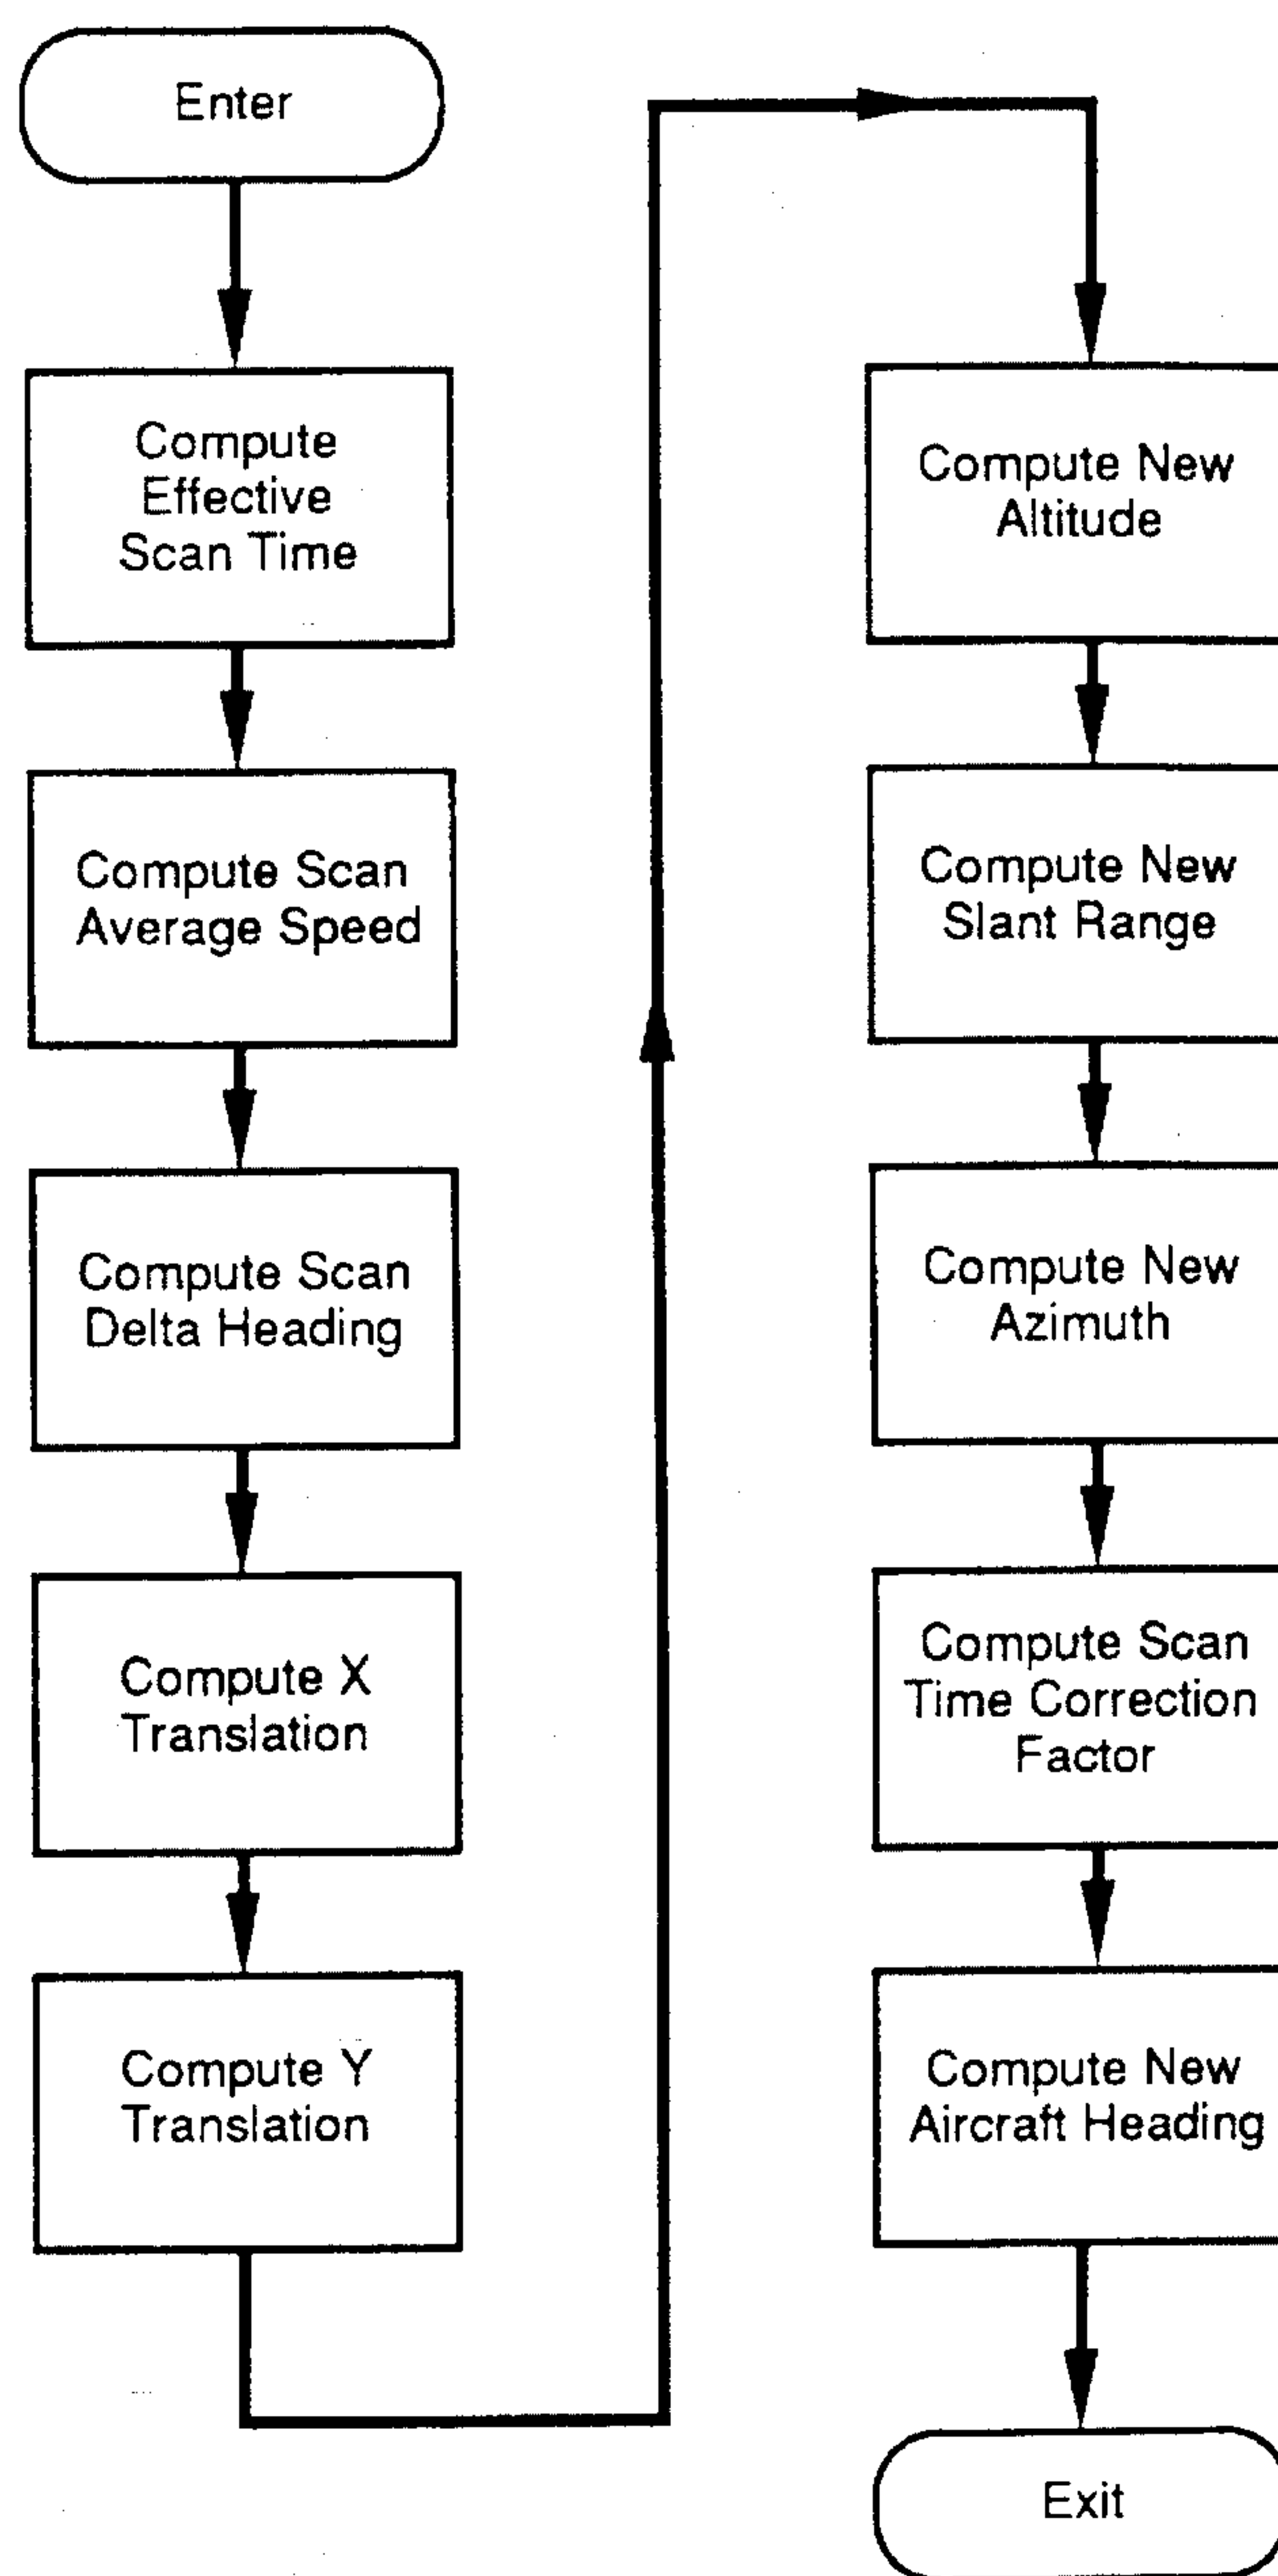 Enter
Compute
Effective
Scan Time
Compute Scan
Average Speed
Compute Scan
Delta Heading
Compute X
Translation
Compute Y
Translation
Compute New
Altitude
Compute New
Slant Range
Compute New
Azimuth
Compute Scan
Time Correction
Factor
Compute New
Aircraft Heading
Exit